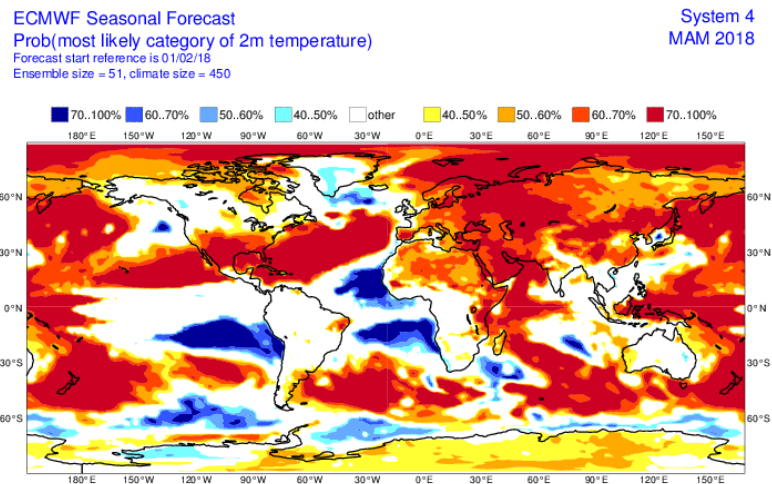 ECMWF Seasonal Forecast
System 4
Prob(most likely category of 2m temperature)
MAM 2018
Forecast start reference is 01/02/18
Ensemble size = 51, climate size = 450
70..100% 60..70% 50..60% 40..50% other 40..50% 50..60% 60..70% 70..100%
180°E 150°W 120°W 90°W 60°W 30°W 0°E 30°E 60°E 90°E 120°E 150°E
60°N 60°N
30°N 30°N
0°N 0°N
30°S 30°S
60°S 60°S
180°E 150°W 120°W 90°W 60°W 30°W 0°E 30°E 60°E 90°E 120°E 150°E